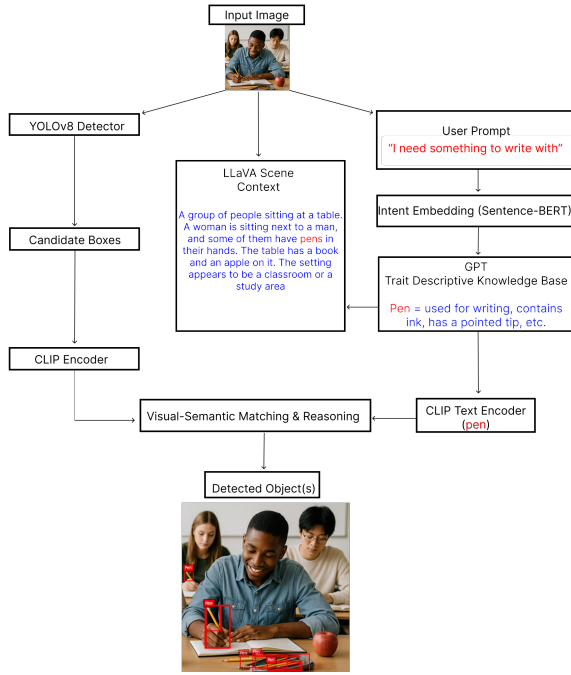 Input Image
YOLOv8 Detector
Candidate Boxes
CLIP Encoder
LLaVA Scene
Context
A group of people sitting at a table.
A woman is sitting next to a man,
and some of them have pens in
their hands. The table has a book
and an apple on it. The setting
appears to be a classroom or a
study area
User Prompt
“I need something to write with”
Intent Embedding (Sentence-BERT)
GPT
Trait Descriptive Knowledge Base
Pen = used for writing, contains
ink, has a pointed tip, etc.
CLIP Text Encoder
(pen)
Visual-Semantic Matching & Reasoning
Detected Object(s)